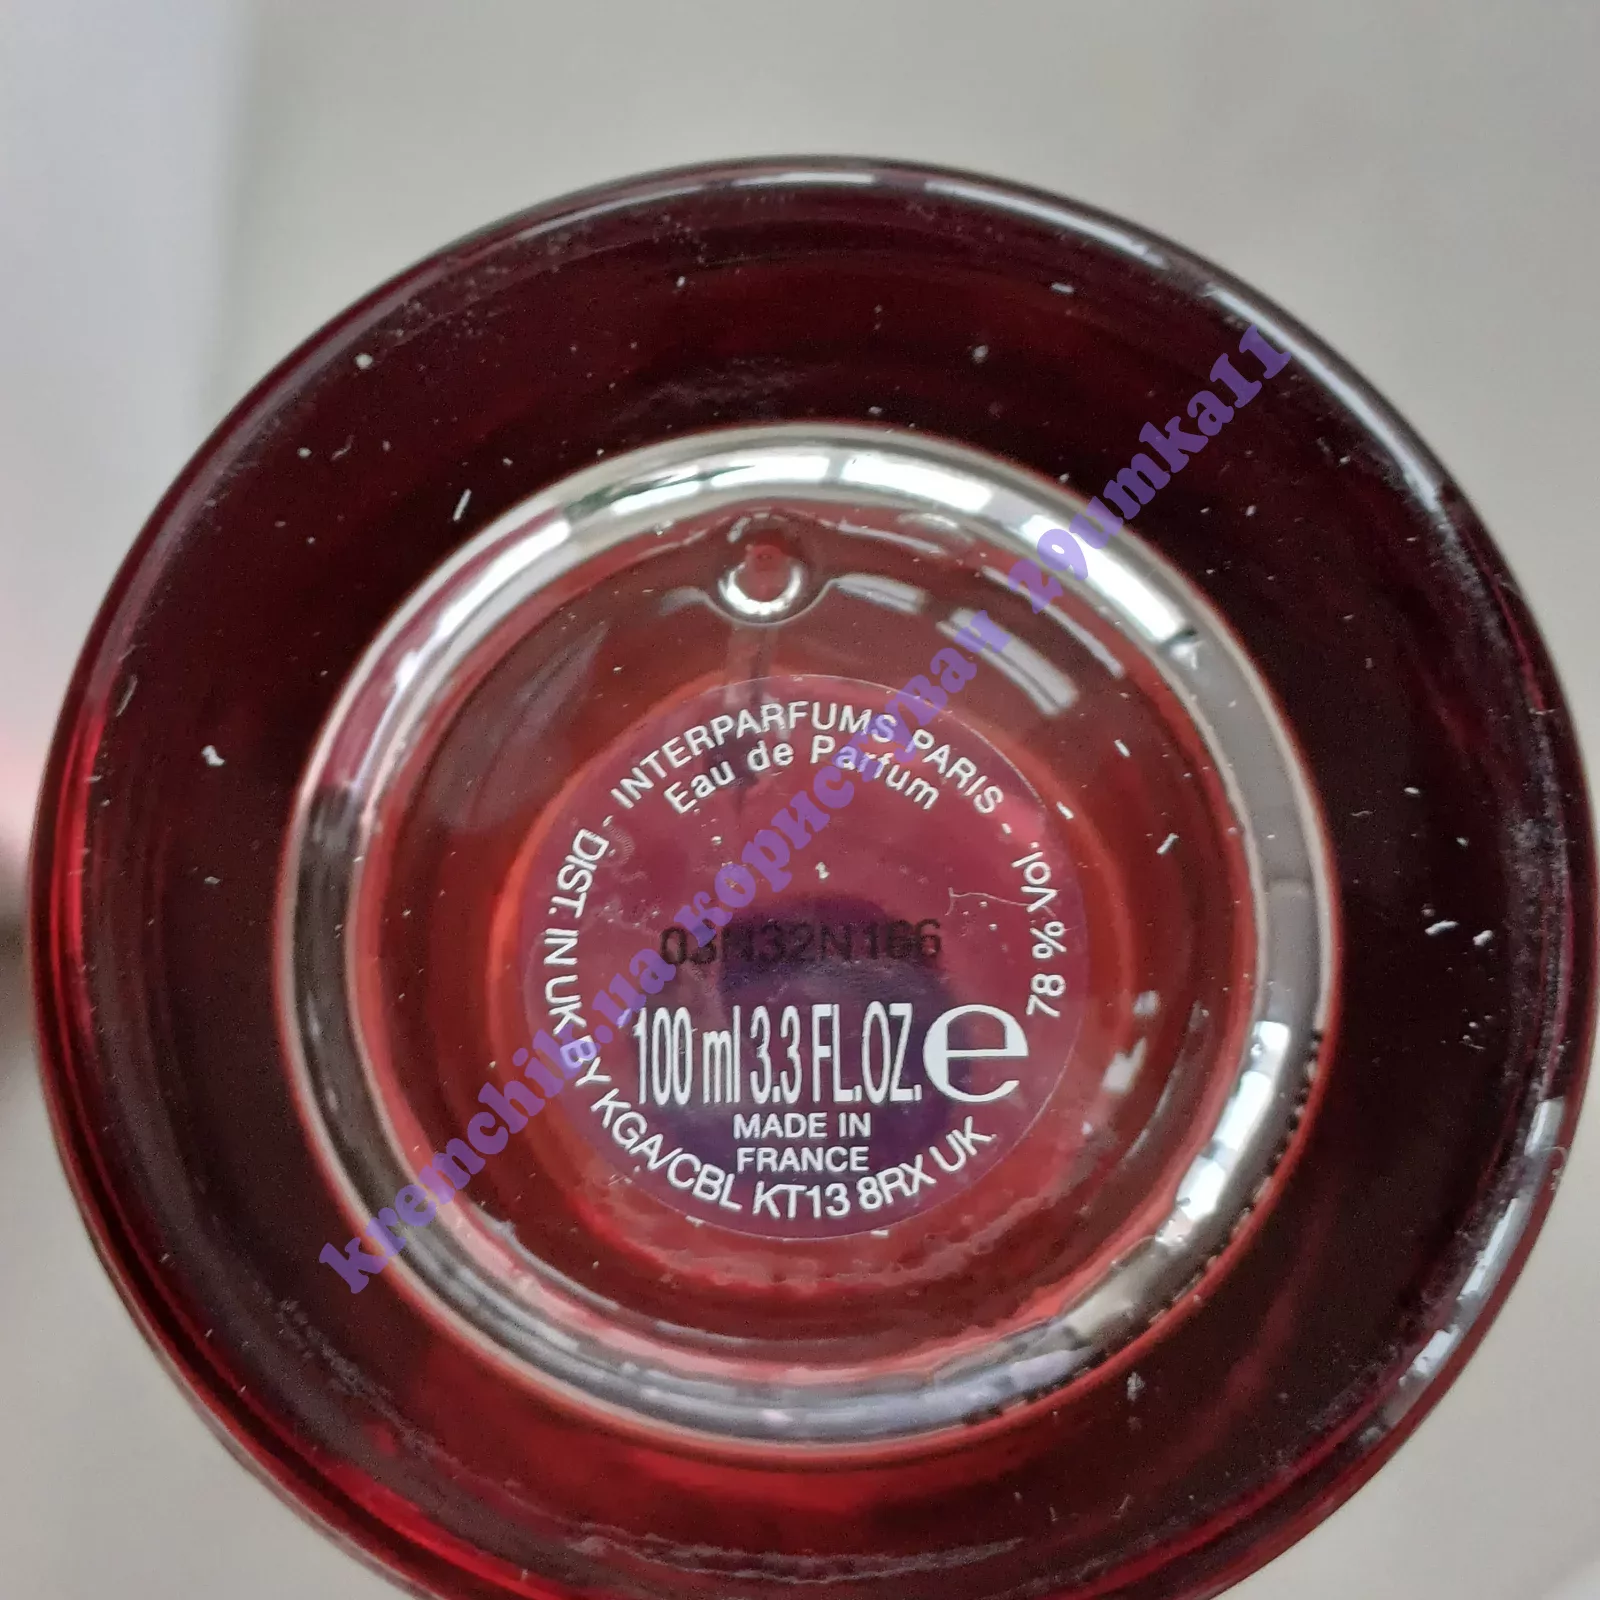 - INTERPARFUMS PARIS -
Eau de Parfum
78 % Vol.
03N32N166
100 ml 3.3 FL.OZ. e
MADE IN
FRANCE
DIST. IN UK BY KGA/CBL KT13 8RX UK
kremchik.ua користувач 29umka11